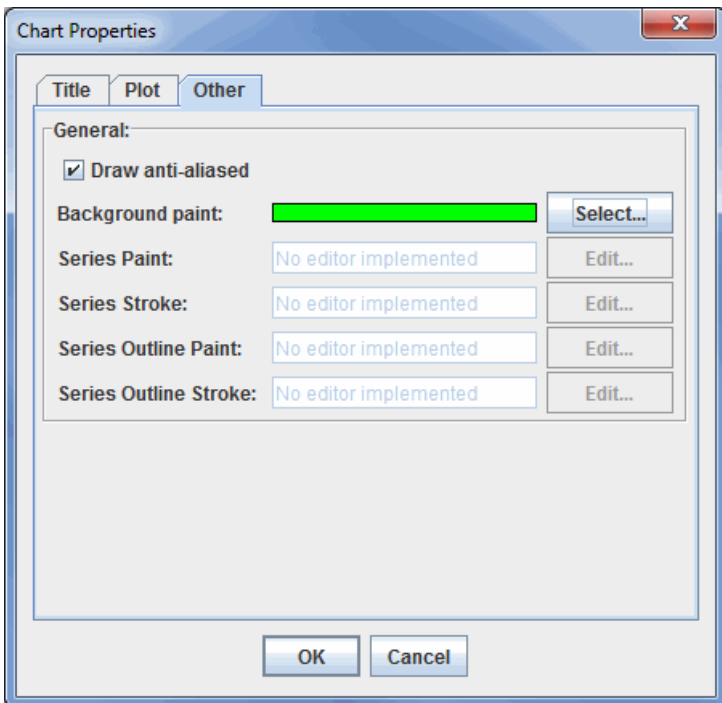 Chart Properties
Title Plot Other
General:
Draw anti-aliased
Background paint: Select...
Series Paint: No editor implemented Edit...
Series Stroke: No editor implemented Edit...
Series Outline Paint: No editor implemented Edit...
Series Outline Stroke: No editor implemented Edit...
OK Cancel